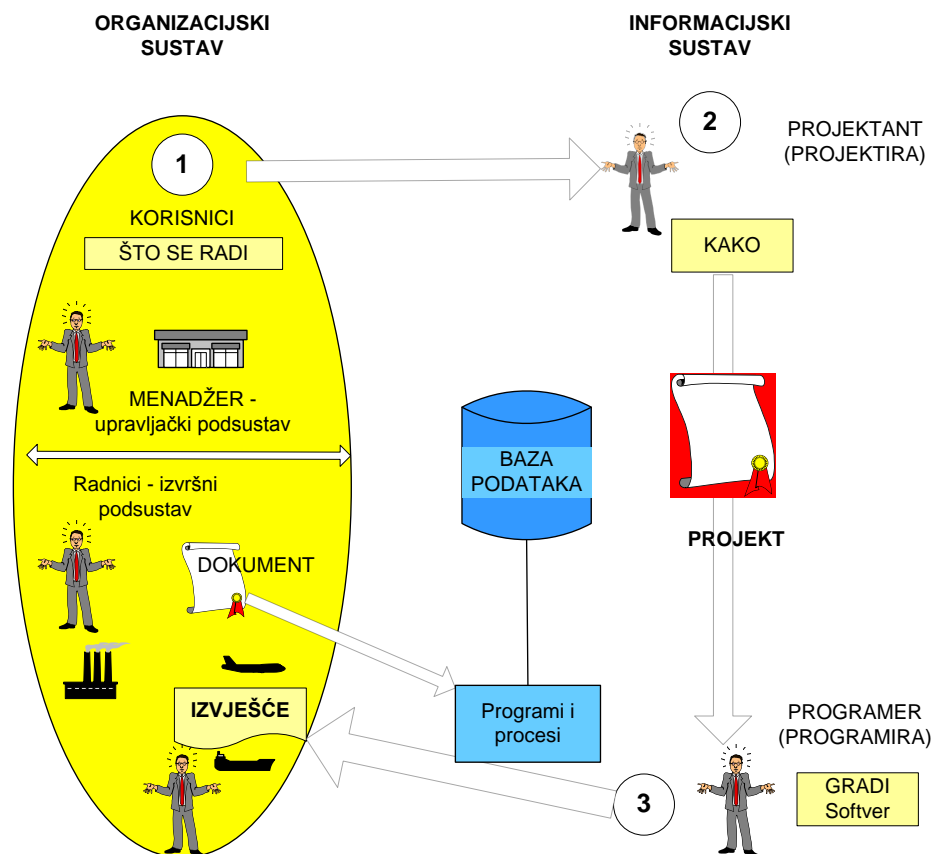 ORGANIZACIJSKI
SUSTAV
INFORMACIJSKI
SUSTAV
1
2
PROJEKTANT
(PROJEKTIRA)
KORISNICI
ŠTO SE RADI
KAKO
MENADŽER -
upravljački podsustav
BAZA
PODATAKA
Radnici - izvršni
podsustav
PROJEKT
DOKUMENT
IZVJEŠĆE
Programi i
procesi
PROGRAMER
(PROGRAMIRA)
3
GRADI
Softver